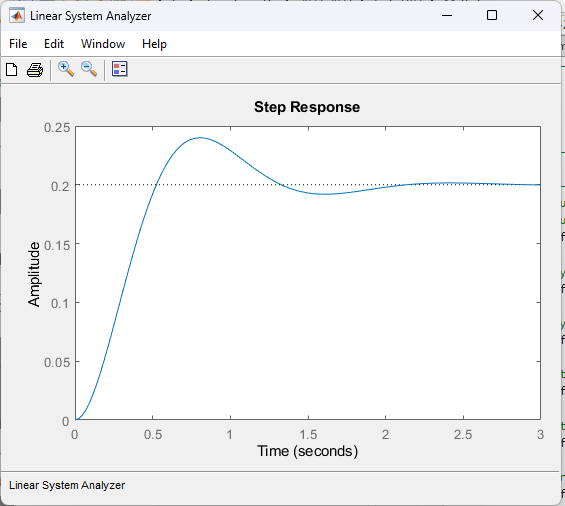 Linear System Analyzer
File Edit Window Help
Step Response
0.25
0.2
0.15
0.1
0.05
0
Amplitude
0 0.5 1 1.5 2 2.5 3
Time (seconds)
Linear System Analyzer